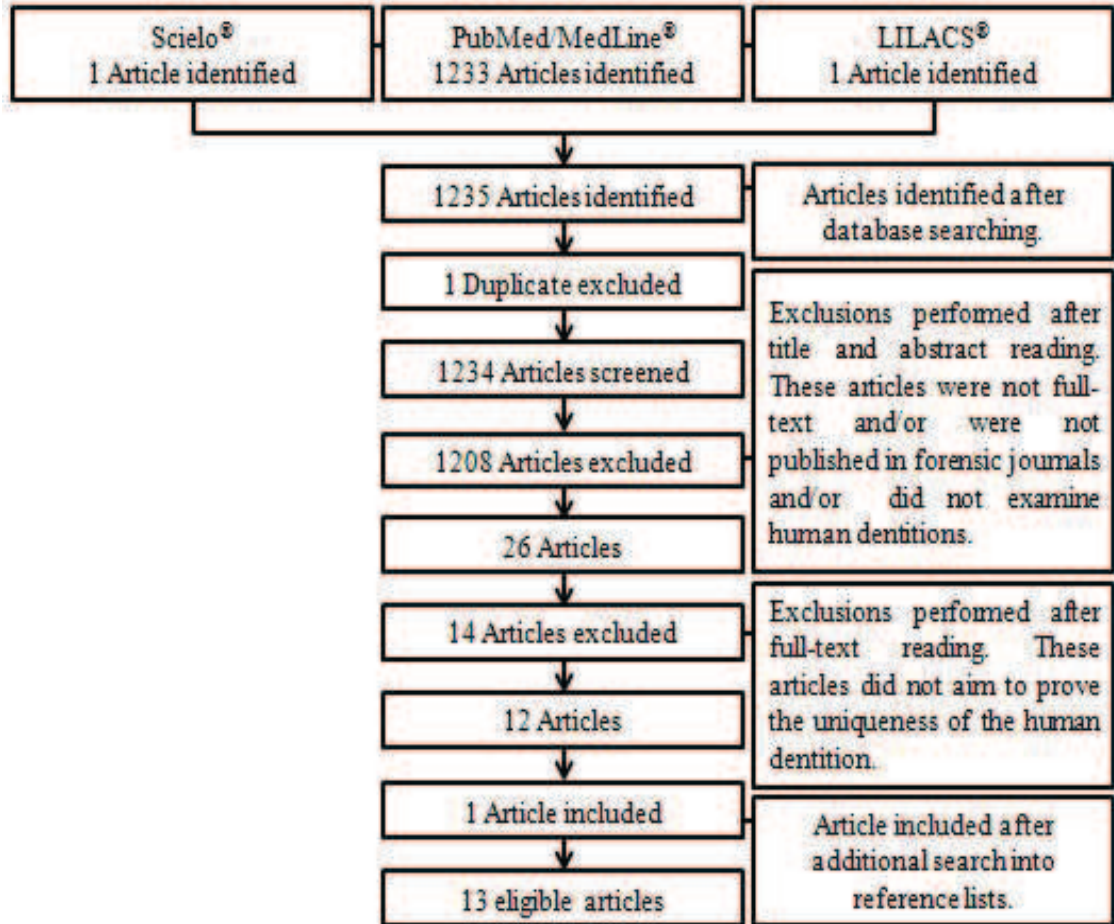 Scielo®
1 Article identified
PubMed/MedLine®
1233 Articles identified
LILACS®
1 Article identified
1235 Articles identified
Articles identified after
database searching.
1 Duplicate excluded
1234 Articles screened
1208 Articles excluded
26 Articles
Exclusions performed after
title and abstract reading.
These articles were not full-
text and/or were not
published in forensic journals
and/or did not examine
human dentitions.
14 Articles excluded
12 Articles
Exclusions performed after
full-text reading. These
articles did not aim to prove
the uniqueness of the human
dentition.
1 Article included
13 eligible articles
Article included after
additional search into
reference lists.